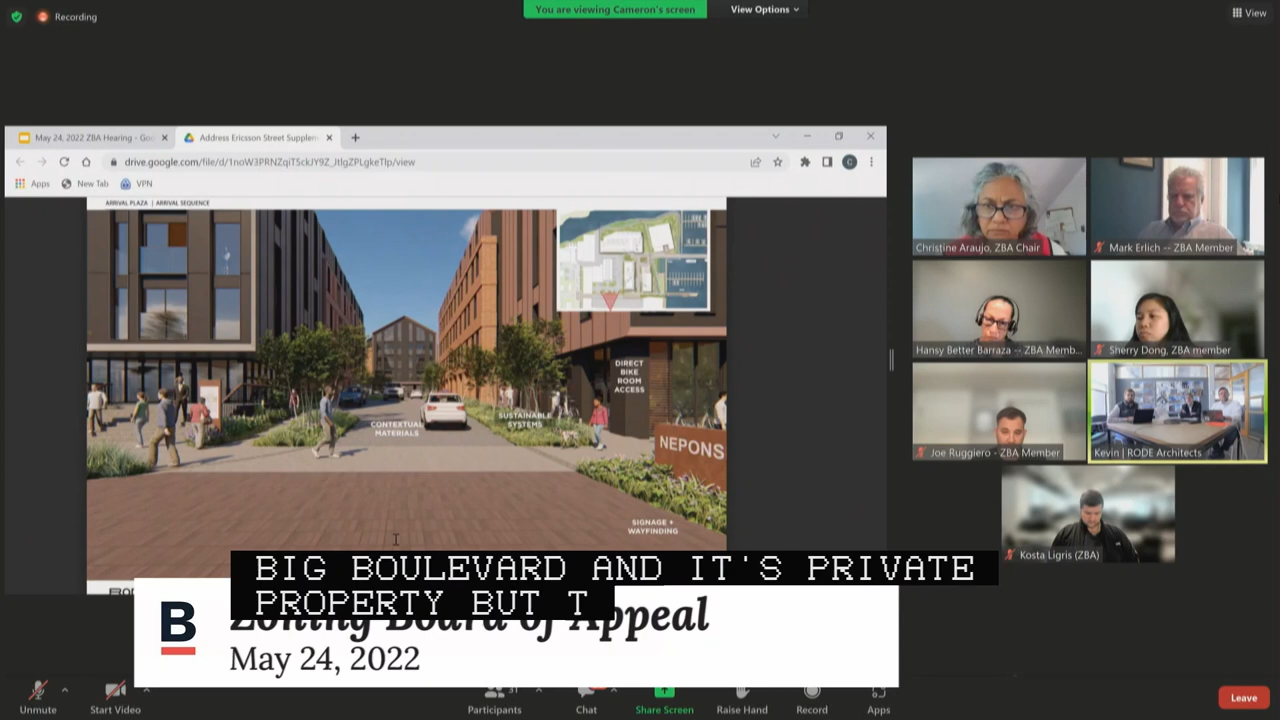 Recording
You are viewing Cameron's screen
View Options
View
May 24, 2022 ZBA Hearing - Goo
Address Ericsson Street Supplem
drive.google.com/file/d/1noW3PRNZqiT5ckJY9Z_JtlgZPLgkeTlp/view
Apps
New Tab
VPN
ARRIVAL PLAZA | ARRIVAL SEQUENCE
DIRECT
BIKE
ROOM
ACCESS
CONTEXTUAL
MATERIALS
SUSTAINABLE
SYSTEMS
NEPONS
SIGNAGE +
WAYFINDING
Christine Araujo, ZBA Chair
Mark Erlich -- ZBA Member
Hansy Better Barraza -- ZBA Memb...
Sherry Dong, ZBA member
Joe Ruggiero - ZBA Member
Kevin | RODE Architects
Kosta Ligris (ZBA)
BIG BOULEVARD AND IT'S PRIVATE
PROPERTY BUT T
B
Zoning Board of Appeal
May 24, 2022
Unmute
Start Video
Participants
31
Chat
Share Screen
Raise Hand
Record
Apps
Leave